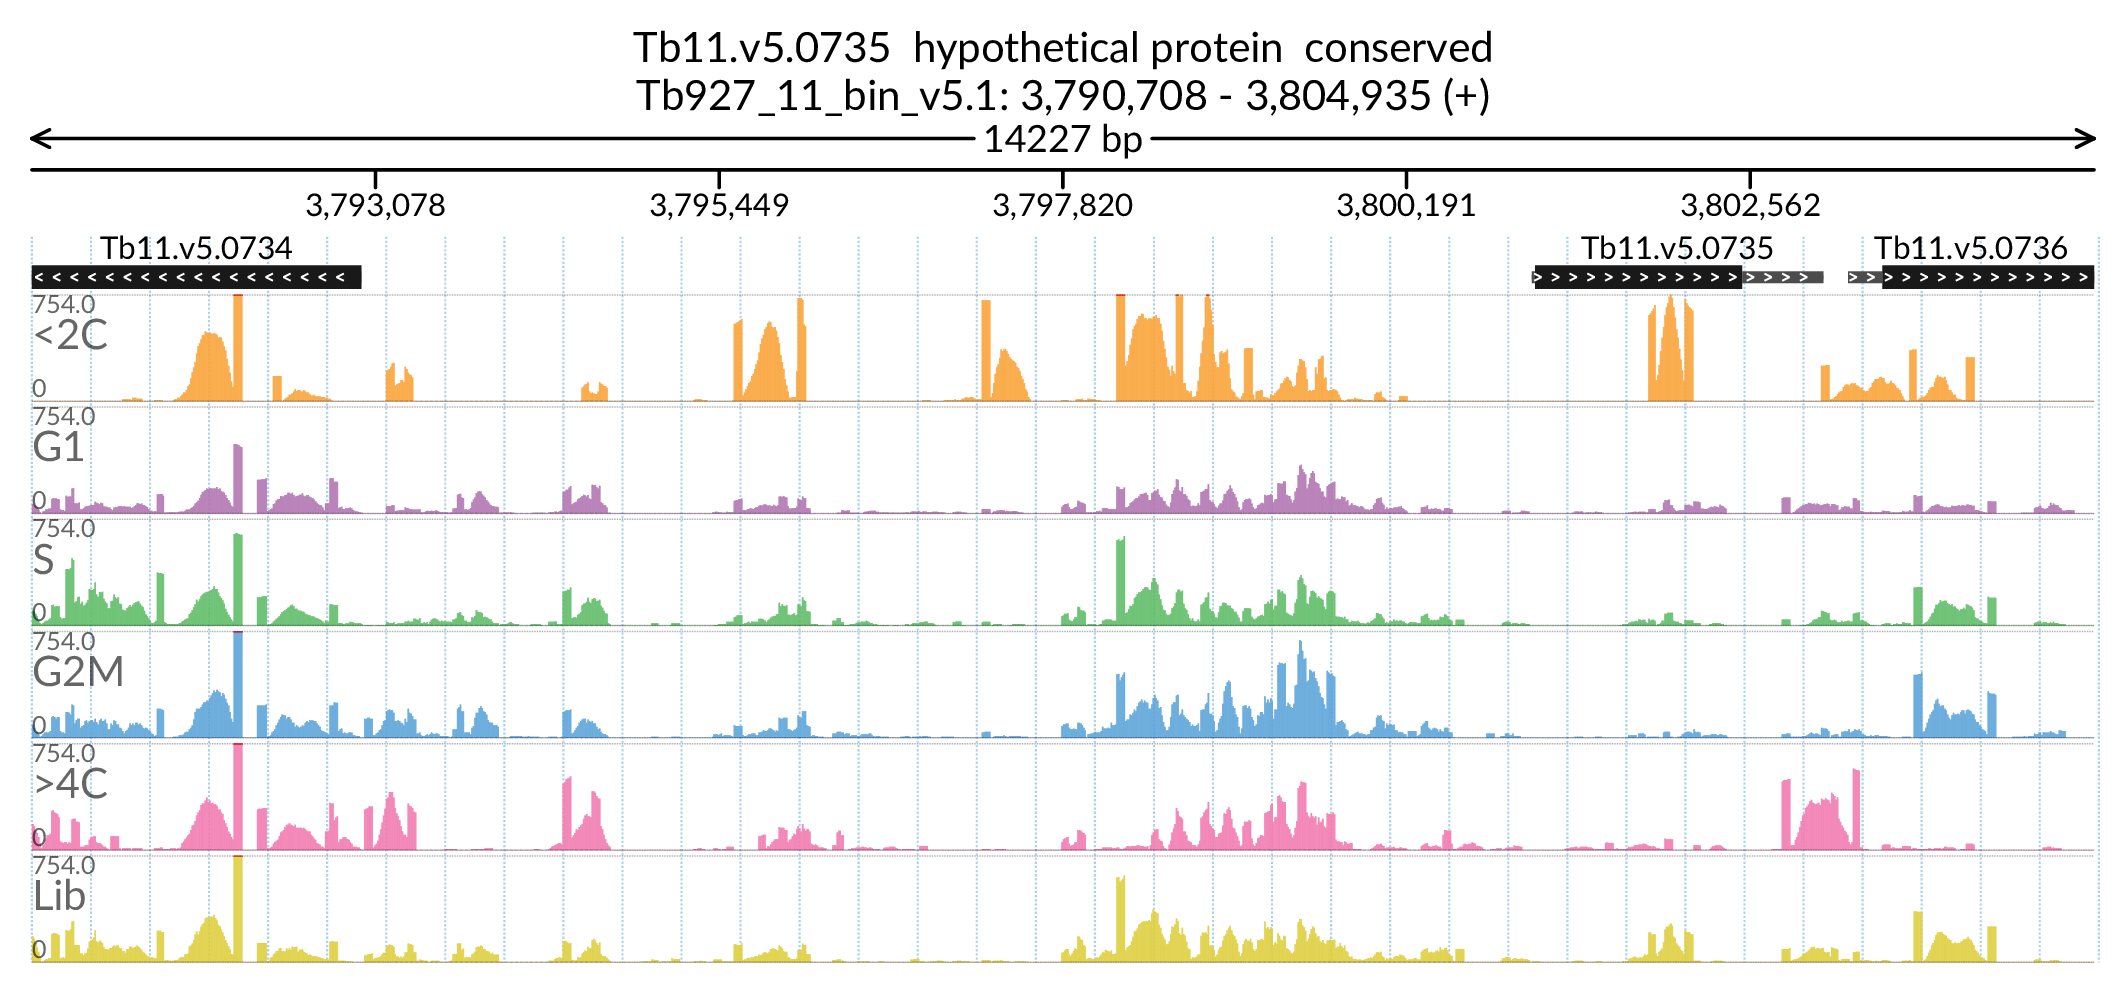 Tb11.v5.0735 hypothetical protein conserved
Tb927_11_bin_v5.1: 3,790,708 - 3,804,935 (+)
14227 bp
3,793,078 3,795,449 3,797,820 3,800,191 3,802,562
Tb11.v5.0734 Tb11.v5.0735 Tb11.v5.0736
754.0
<2C
0
754.0
G1
0
754.0
S
0
754.0
G2M
0
754.0
>4C
0
754.0
Lib
0